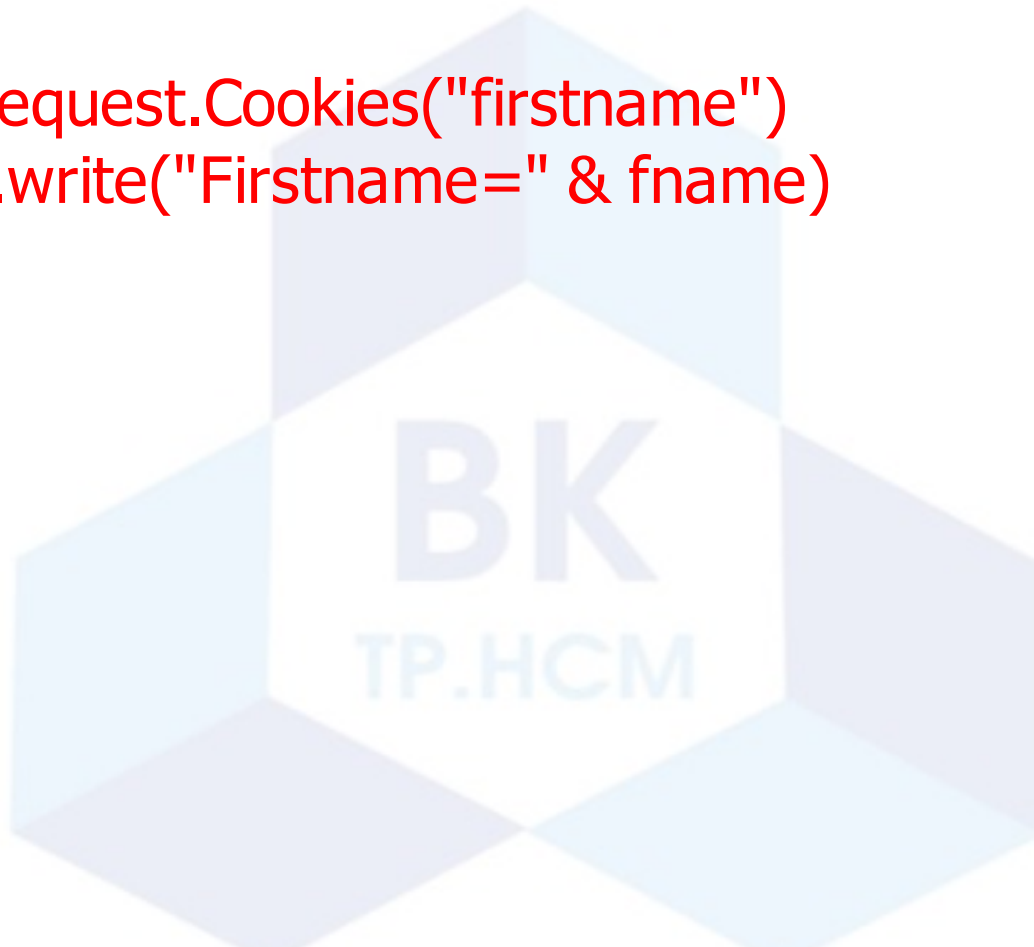 equest.Cookies("firstname")
.write("Firstname=" & fname)
BK
TP.HCM